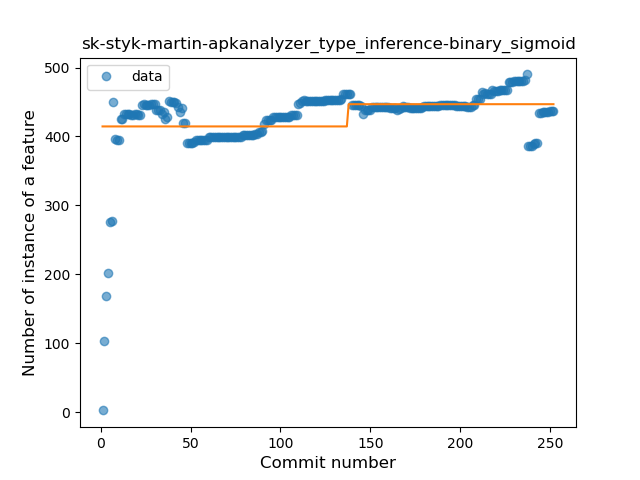 sk-styk-martin-apkanalyzer_type_inference-binary_sigmoid
data
Number of instance of a feature
500
400
300
200
100
0
0 50 100 150 200 250
Commit number